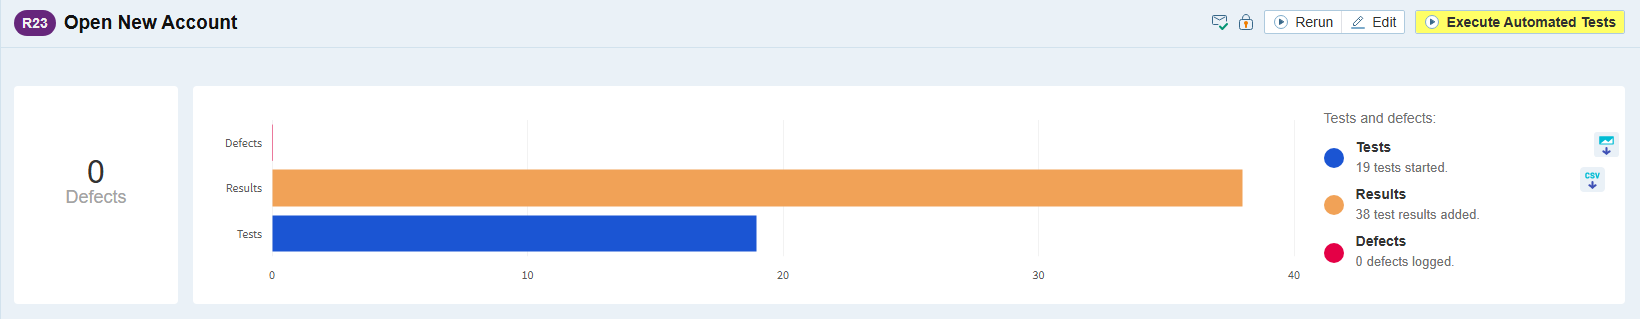 R23 Open New Account
Rerun
Edit
Execute Automated Tests
0
Defects
Defects
Results
Tests
0 10 20 30 40
Tests and defects:
Tests
19 tests started.
Results
38 test results added.
Defects
0 defects logged.
CSV